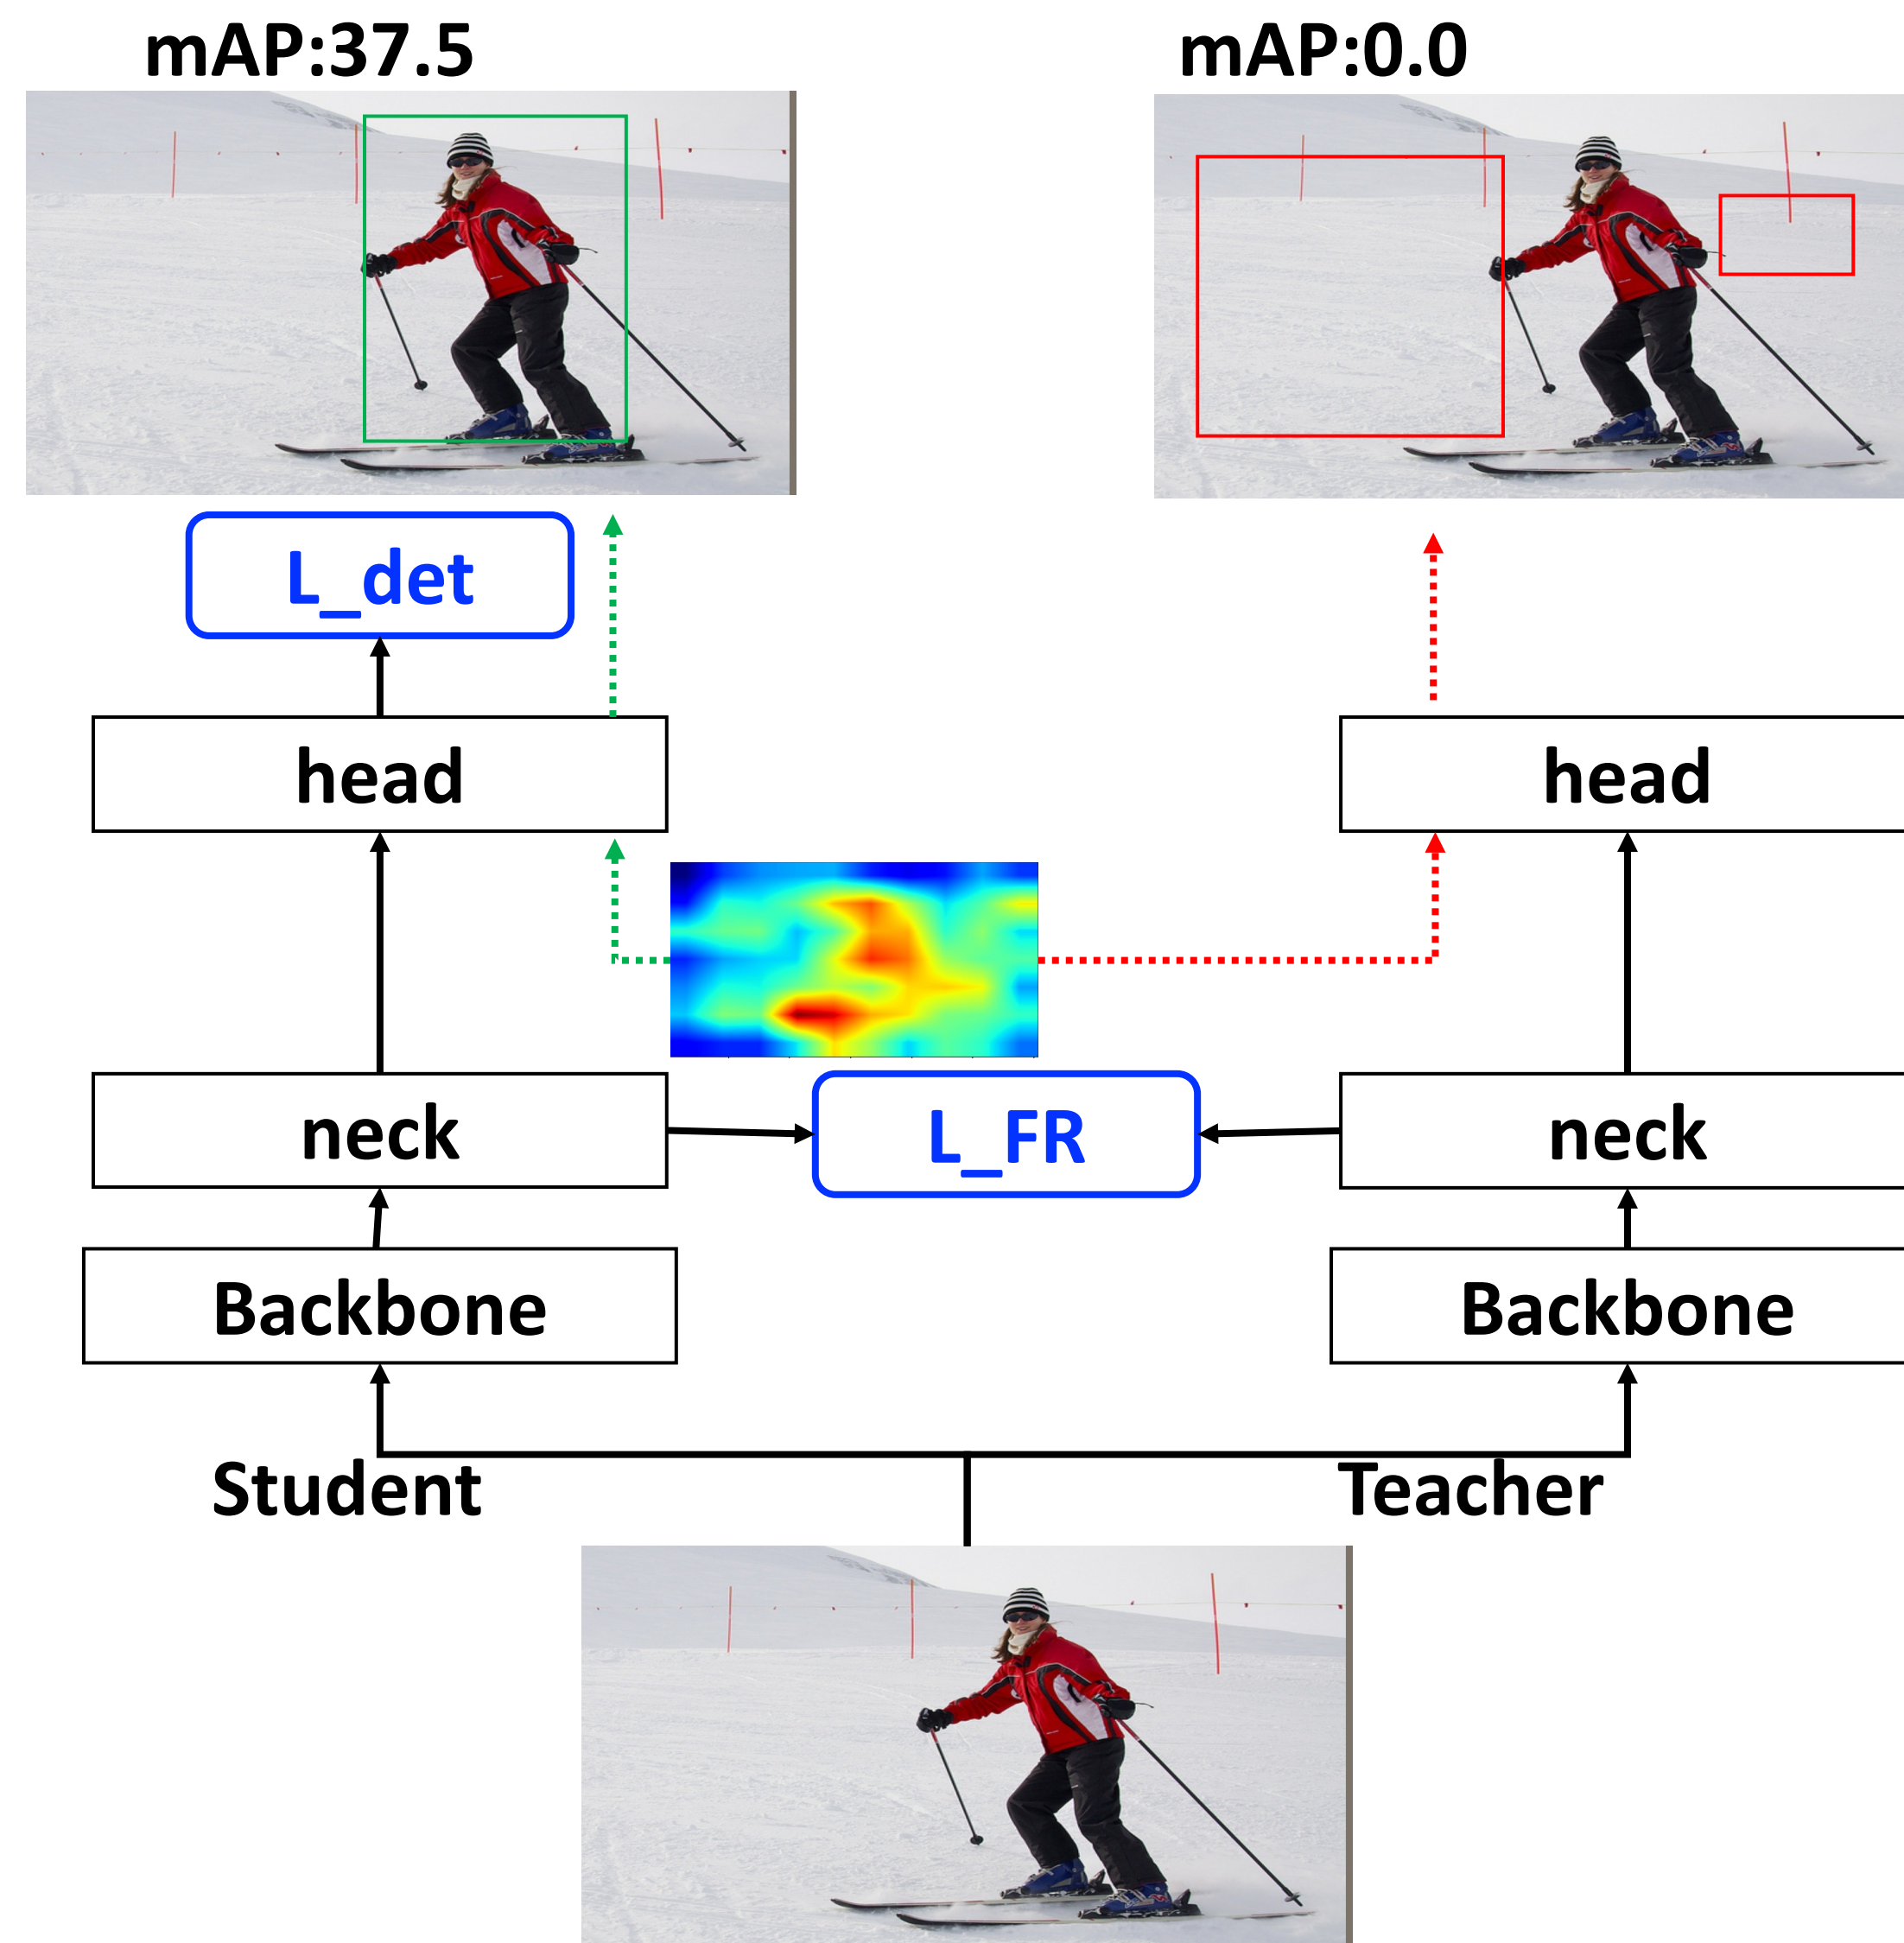 mAP:37.5
mAP:0.0
L_det
head
head
neck
L_FR
neck
Backbone
Backbone
Student
Teacher